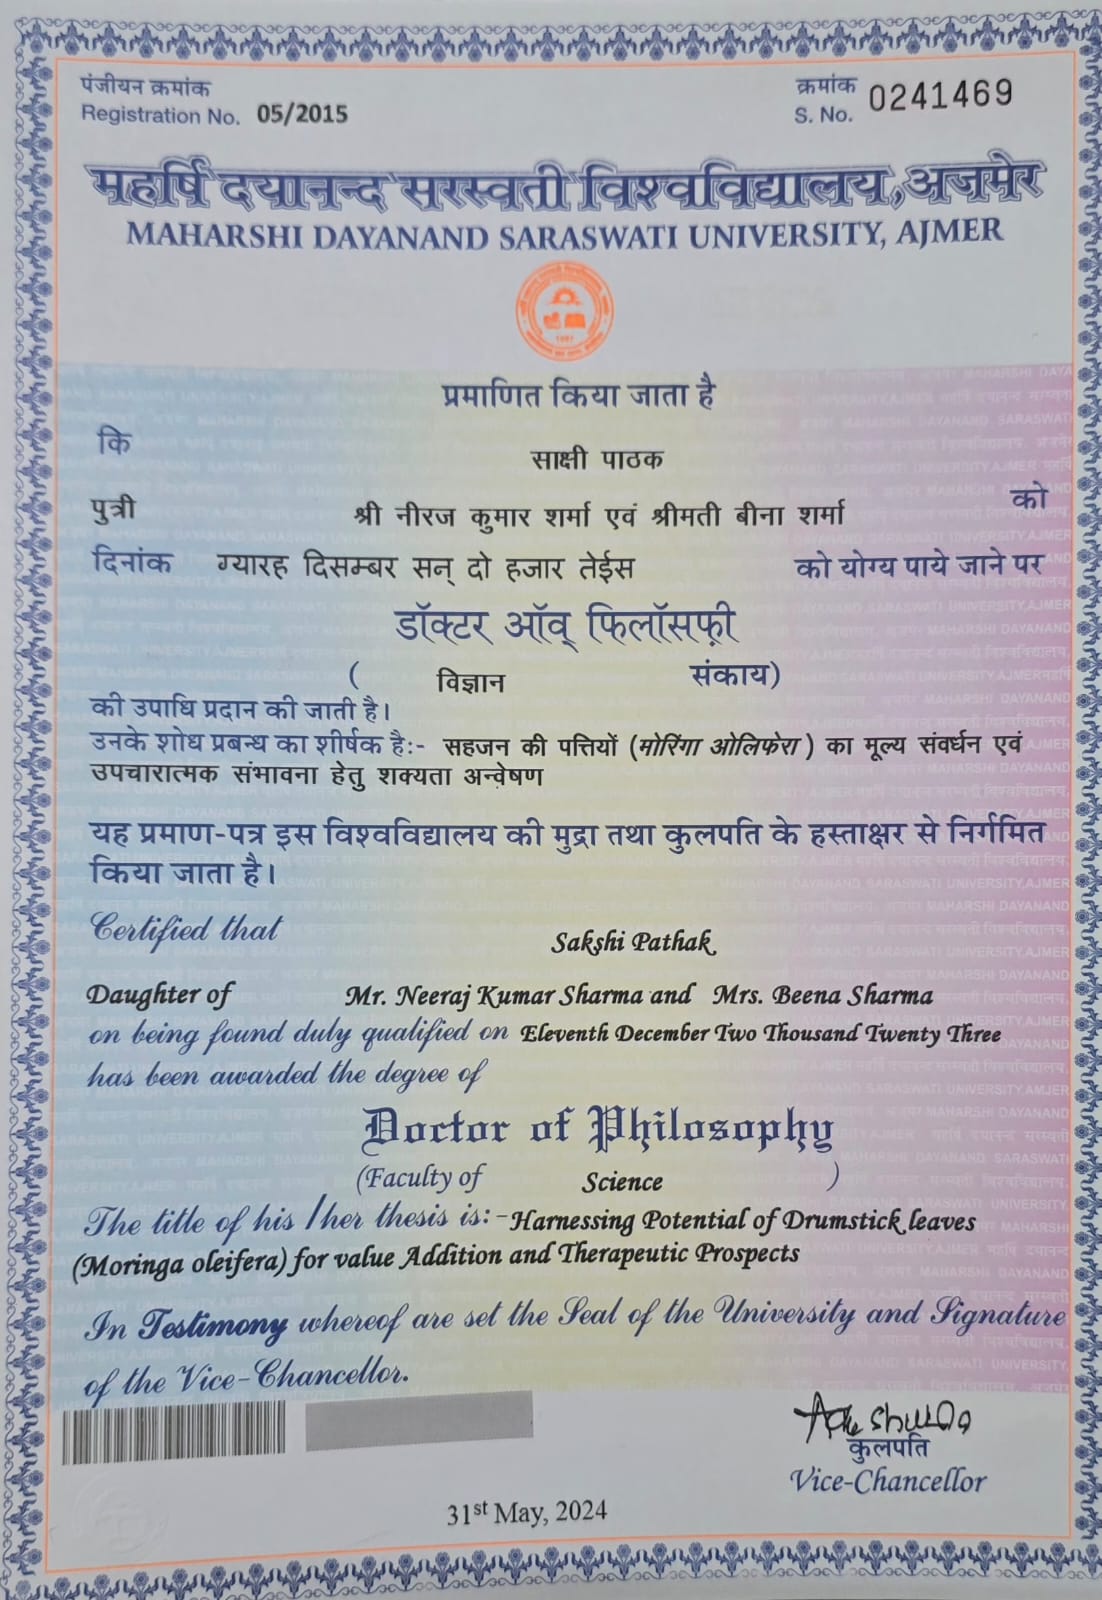 पंजीयन क्रमांक
Registration No. 05/2015
क्रमांक
S. No. 0241469
महर्षि दयानन्द सरस्वती विश्वविद्यालय,अजमेर
MAHARSHI DAYANAND SARASWATI UNIVERSITY, AJMER
1987
प्रमाणित किया जाता है
कि साक्षी पाठक
पुत्री श्री नीरज कुमार शर्मा एवं श्रीमती बीना शर्मा को
दिनांक ग्यारह दिसम्बर सन् दो हजार तेईस को योग्य पाये जाने पर
डॉक्टर ऑव् फिलॉसफ़ी
( विज्ञान संकाय)
की उपाधि प्रदान की जाती है।
उनके शोध प्रबन्ध का शीर्षक है:- सहजन की पत्तियों (मोरिंगा ओलिफेरा ) का मूल्य संवर्धन एवं
उपचारात्मक संभावना हेतु शक्यता अन्वेषण
यह प्रमाण-पत्र इस विश्वविद्यालय की मुद्रा तथा कुलपति के हस्ताक्षर से निर्गमित
किया जाता है।
Certified that Sakshi Pathak
Daughter of Mr. Neeraj Kumar Sharma and Mrs. Beena Sharma
on being found duly qualified on Eleventh December Two Thousand Twenty Three
has been awarded the degree of
Doctor of Philosophy
(Faculty of Science )
The title of his /her thesis is:-Harnessing Potential of Drumstick leaves
(Moringa oleifera) for value Addition and Therapeutic Prospects
In Testimony whereof are set the Seal of the University and Signature
of the Vice-Chancellor.
कुलपति
Vice-Chancellor
31st May, 2024